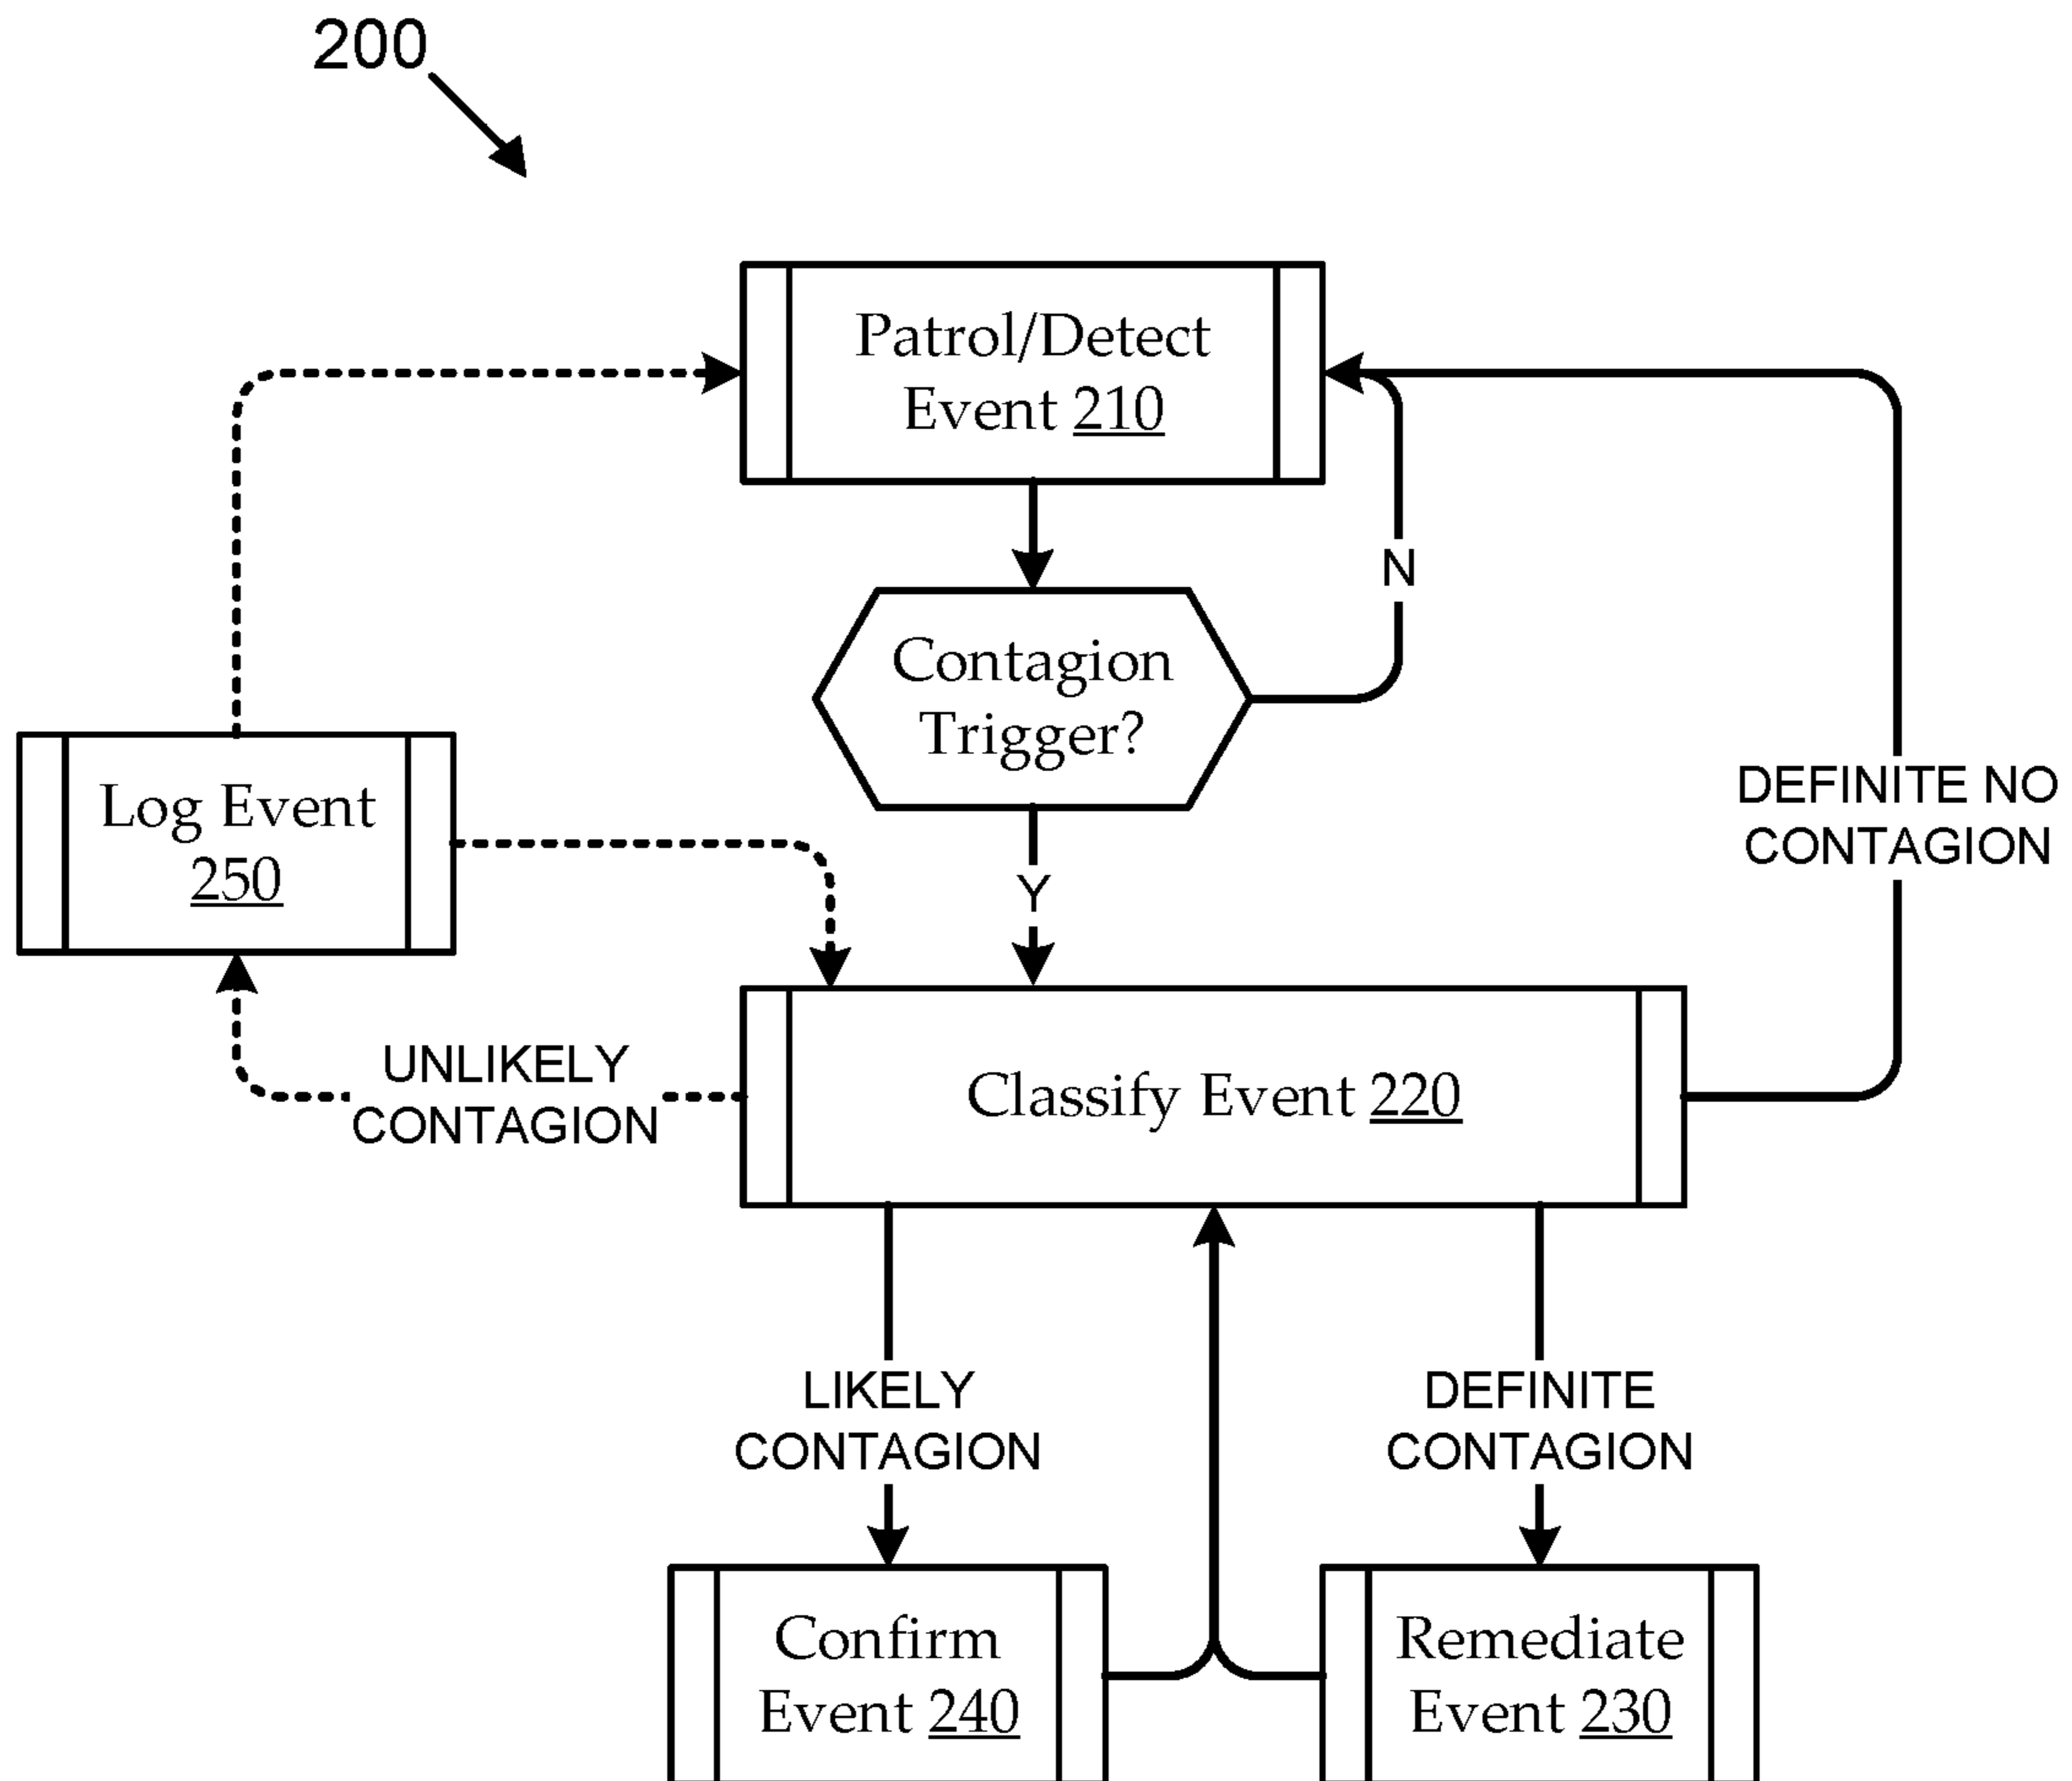 200
Patrol/Detect
Event 210
N
Contagion
Trigger?
DEFINITE NO
CONTAGION
Log Event
250
Y
UNLIKELY
CONTAGION
Classify Event 220
LIKELY
CONTAGION
DEFINITE
CONTAGION
Confirm
Event 240
Remediate
Event 230